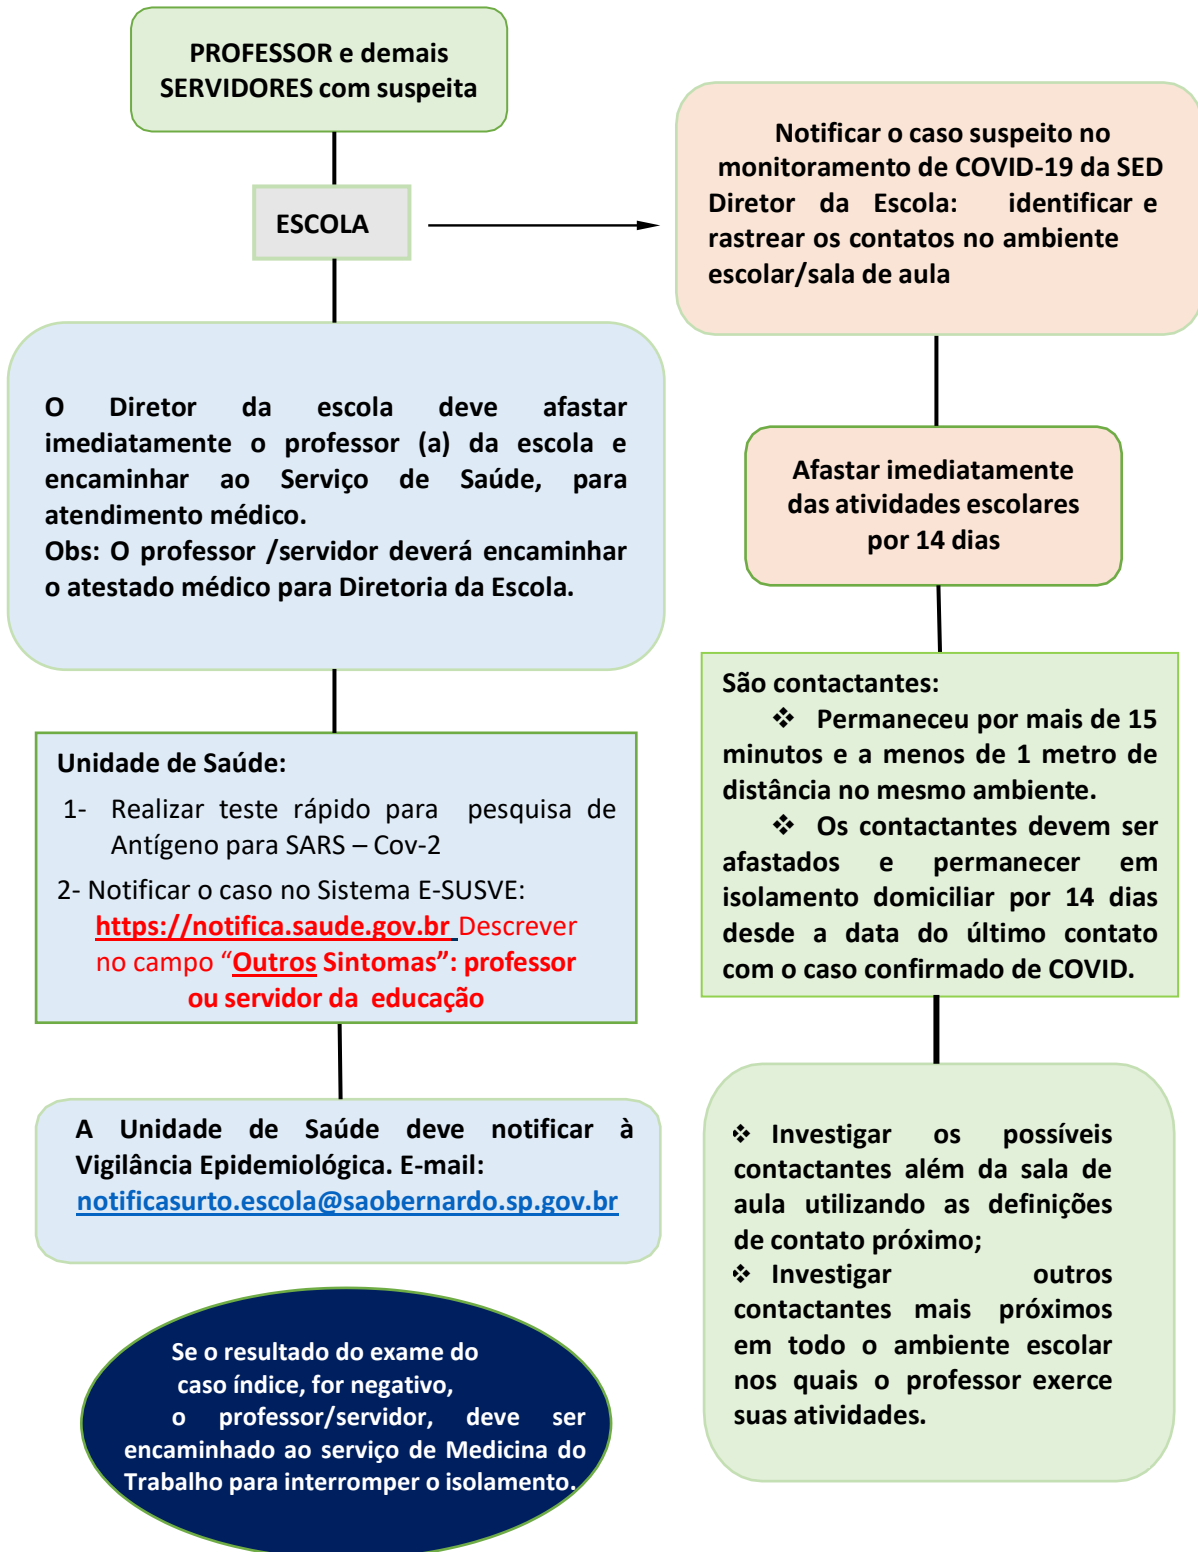 PROFESSOR e demais
SERVIDORES com suspeita
ESCOLA
Notificar o caso suspeito no
monitoramento de COVID-19 da SED
Diretor da Escola: identificar e
rastrear os contatos no ambiente
escolar/sala de aula
O Diretor da escola deve afastar
imediatamente o professor (a) da escola e
encaminhar ao Serviço de Saúde, para
atendimento médico.
Obs: O professor /servidor deverá encaminhar
o atestado médico para Diretoria da Escola.
Afastar imediatamente
das atividades escolares
por 14 dias
Unidade de Saúde:
1- Realizar teste rápido para pesquisa de
Antígeno para SARS – Cov-2
2- Notificar o caso no Sistema E-SUSVE:
https://notifica.saude.gov.br Descrever
no campo “Outros Sintomas”: professor
ou servidor da educação
São contactantes:
❖ Permaneceu por mais de 15
minutos e a menos de 1 metro de
distância no mesmo ambiente.
❖ Os contactantes devem ser
afastados e permanecer em
isolamento domiciliar por 14 dias
desde a data do último contato
com o caso confirmado de COVID.
A Unidade de Saúde deve notificar à
Vigilância Epidemiológica. E-mail:
notificasurto.escola@saobernardo.sp.gov.br
❖ Investigar os possíveis
contactantes além da sala de
aula utilizando as definições
de contato próximo;
❖ Investigar outros
contactantes mais próximos
em todo o ambiente escolar
nos quais o professor exerce
suas atividades.
Se o resultado do exame do
caso índice, for negativo,
o professor/servidor, deve ser
encaminhado ao serviço de Medicina do
Trabalho para interromper o isolamento.